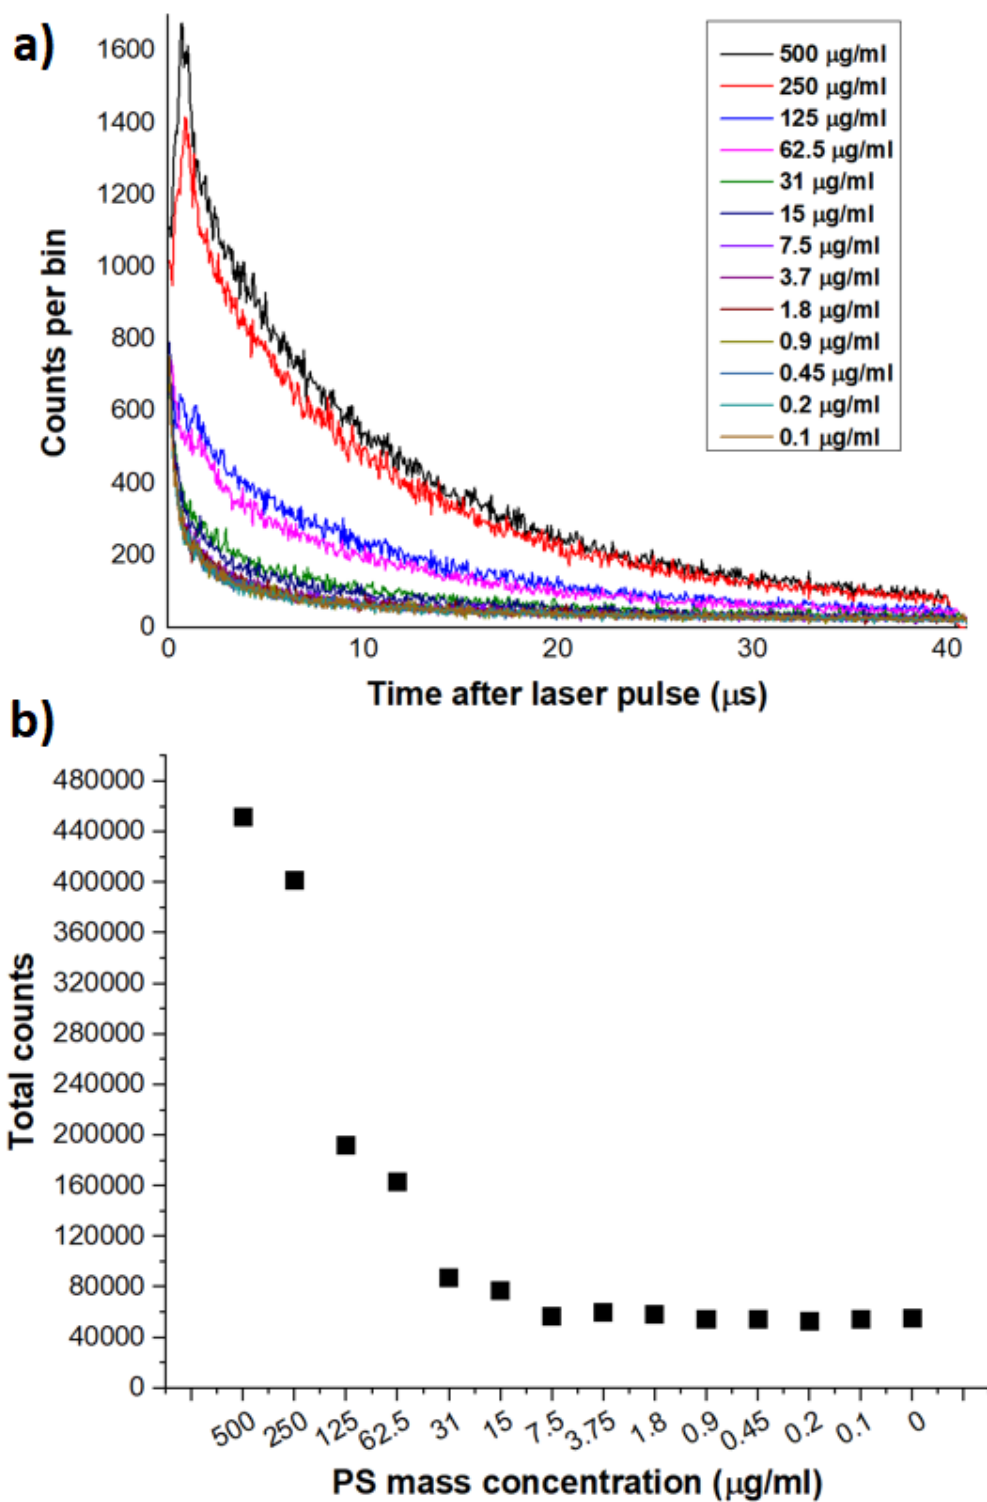 a)
1600
1400
1200
1000
800
600
400
200
0
Counts per bin
500 μg/ml
250 μg/ml
125 μg/ml
62.5 μg/ml
31 μg/ml
15 μg/ml
7.5 μg/ml
3.7 μg/ml
1.8 μg/ml
0.9 μg/ml
0.45 μg/ml
0.2 μg/ml
0.1 μg/ml
0 10 20 30 40
Time after laser pulse (μs)
b)
480000
440000
400000
360000
320000
280000
240000
200000
160000
120000
80000
40000
0
Total counts
500 250 125 62.5 31 15 7.5 3.75 1.8 0.9 0.45 0.2 0.1 0
PS mass concentration (μg/ml)